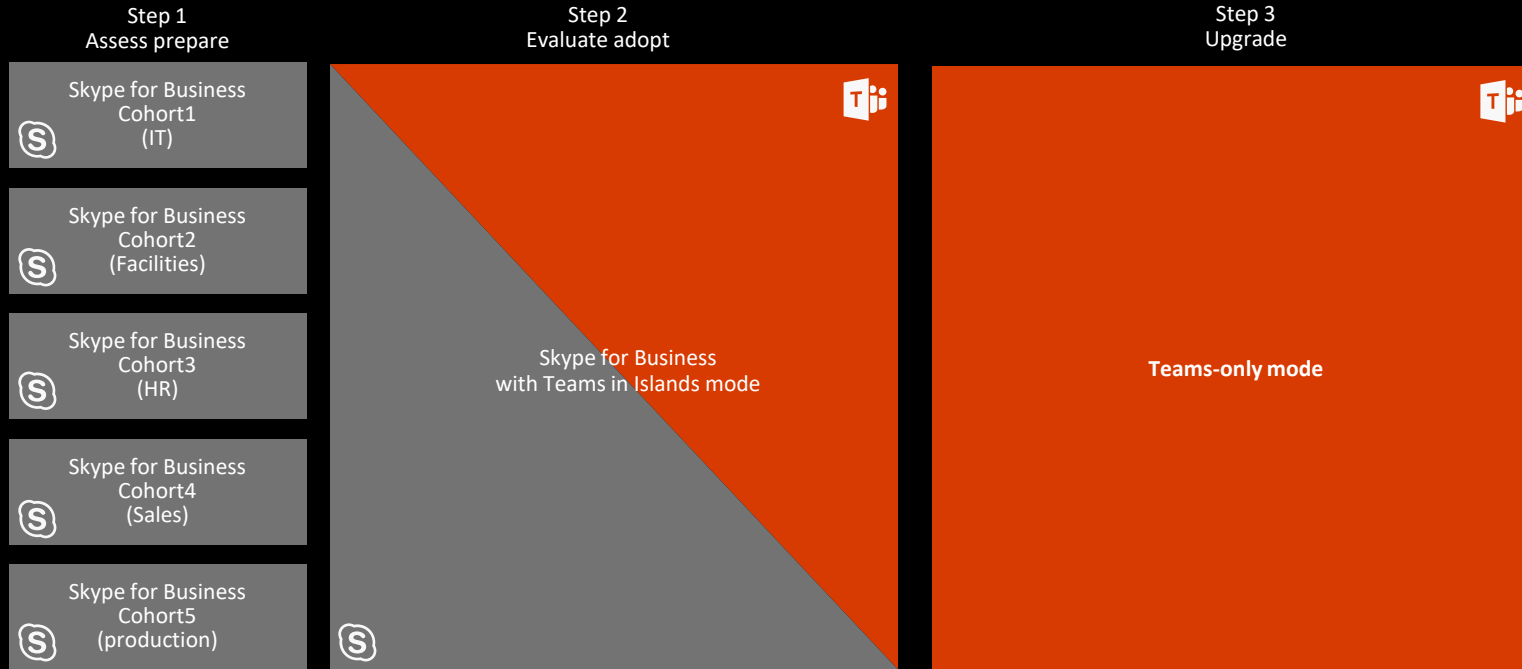 Step 1
Assess prepare
Step 2
Evaluate adopt
Step 3
Upgrade
Skype for Business
Cohort1
(IT)
S
Skype for Business
Cohort2
(Facilities)
S
Skype for Business
Cohort3
(HR)
S
Skype for Business
Cohort4
(Sales)
S
Skype for Business
Cohort5
(production)
S
T
Skype for Business
with Teams in Islands mode
S
T
Teams-only mode